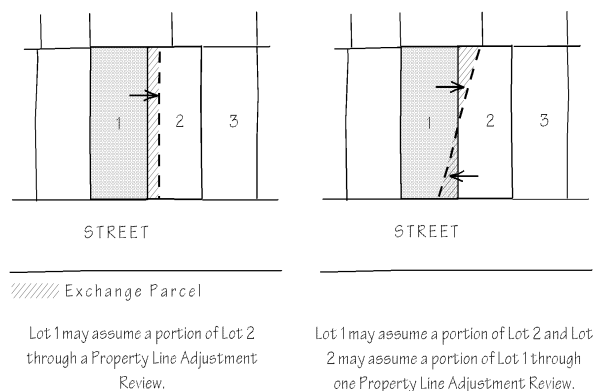 1 2 3
1 2 3
STREET
STREET
Exchange Parcel
Lot 1 may assume a portion of Lot 2
through a Property Line Adjustment
Review.
Lot 1 may assume a portion of Lot 2 and Lot
2 may assume a portion of Lot 1 through
one Property Line Adjustment Review.